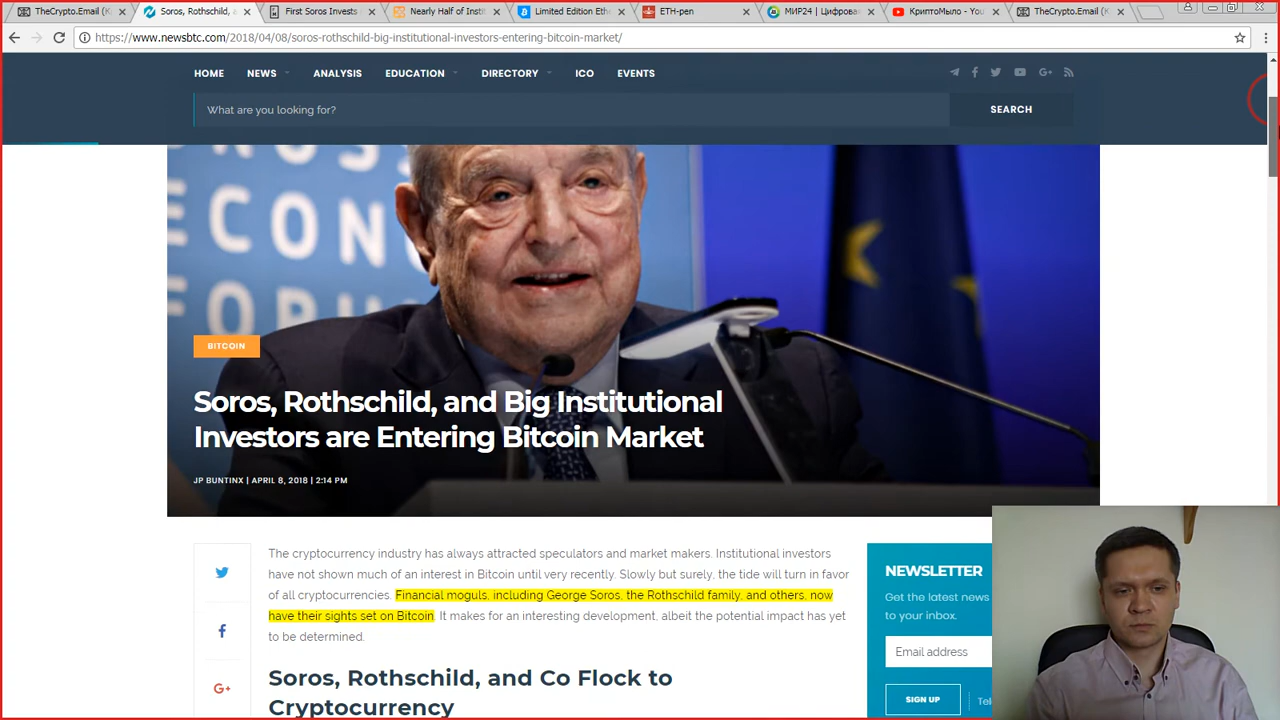 TheCrypto.Email (К
Soros, Rothschild, a
First Soros Invests
Nearly Half of Insti
Limited Edition Eth
ETH-pen
МИР24 | Цифрова
КриптоМыло - You
TheCrypto.Email (К
https://www.newsbtc.com/2018/04/08/soros-rothschild-big-institutional-investors-entering-bitcoin-market/
HOME NEWS ANALYSIS EDUCATION DIRECTORY ICO EVENTS
What are you looking for?
SEARCH
ECON
FORUM
BITCOIN
Soros, Rothschild, and Big Institutional
Investors are Entering Bitcoin Market
JP BUNTINX | APRIL 8, 2018 | 2:14 PM
The cryptocurrency industry has always attracted speculators and market makers. Institutional investors
have not shown much of an interest in Bitcoin until very recently. Slowly but surely, the tide will turn in favor
of all cryptocurrencies. Financial moguls, including George Soros, the Rothschild family, and others, now
have their sights set on Bitcoin. It makes for an interesting development, albeit the potential impact has yet
to be determined.
Soros, Rothschild, and Co Flock to
Cryptocurrency
NEWSLETTER
Get the latest news
to your inbox.
Email address
SIGN UP
Tel